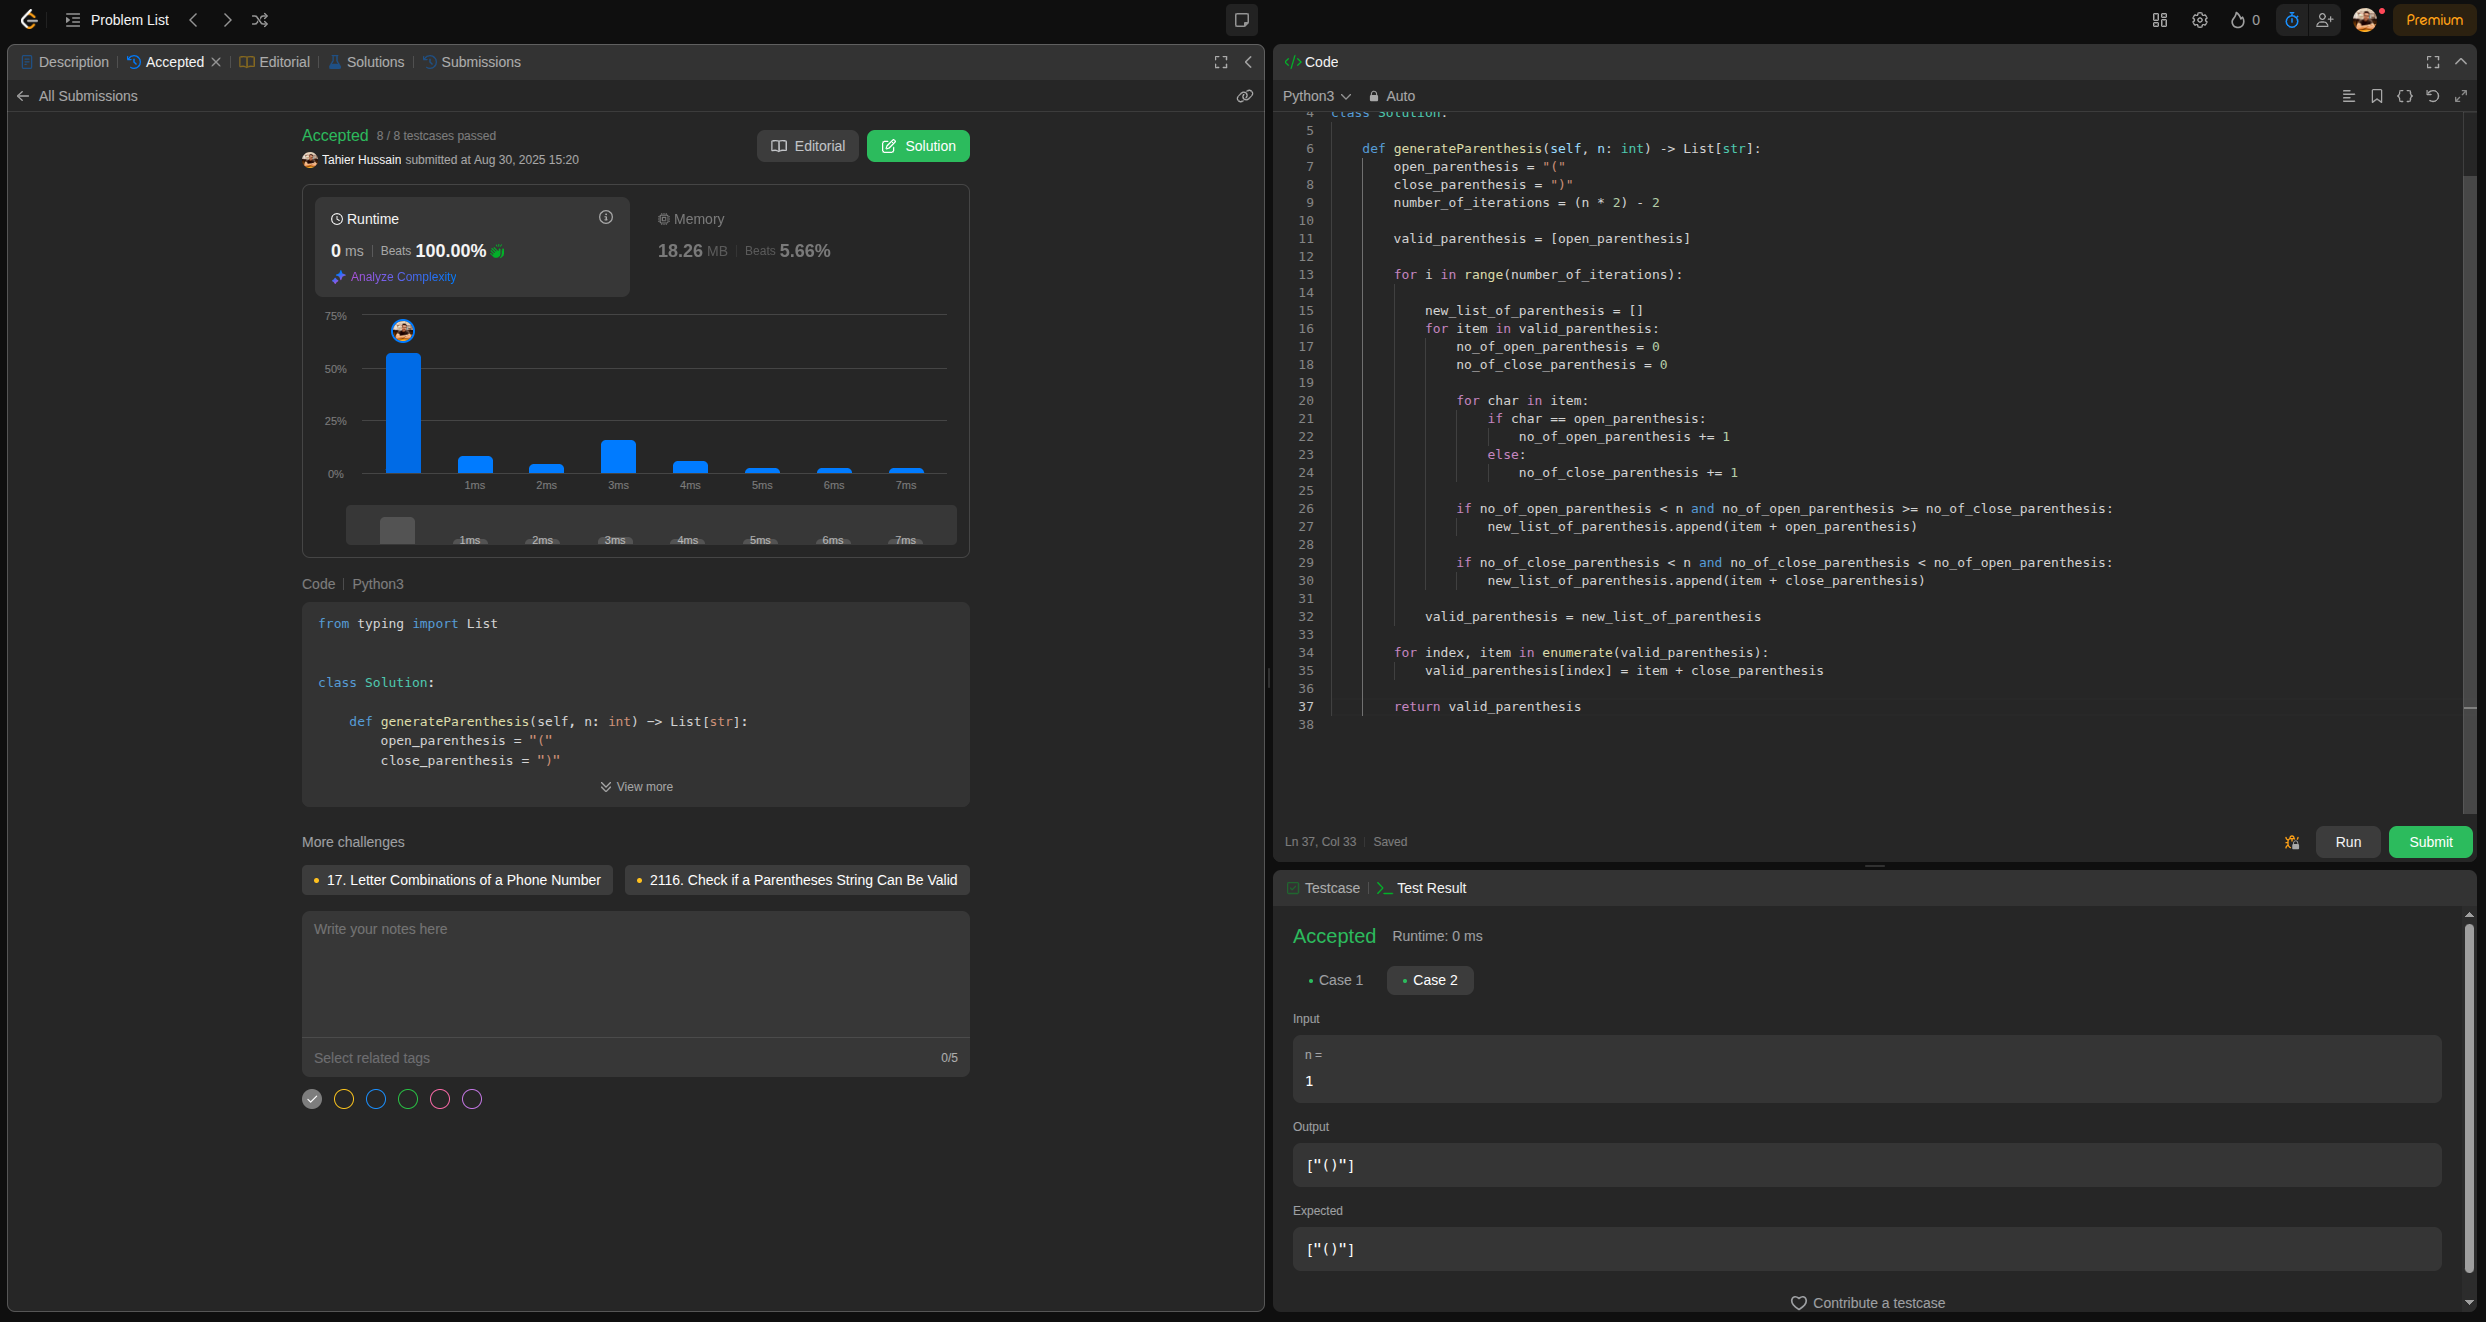 Problem List
0
Premium
Description
Accepted
Editorial
Solutions
Submissions
All Submissions
Accepted 8 / 8 testcases passed
Tahier Hussain submitted at Aug 30, 2025 15:20
Editorial
Solution
Runtime
0 ms Beats 100.00%
Analyze Complexity
Memory
18.26 MB Beats 5.66%
75%
50%
25%
0%
1ms 2ms 3ms 4ms 5ms 6ms 7ms
1ms 2ms 3ms 4ms 5ms 6ms 7ms
Code Python3
from typing import List
class Solution:
    def generateParenthesis(self, n: int) -> List[str]:
        open_parenthesis = "("
        close_parenthesis = ")"
View more
More challenges
17. Letter Combinations of a Phone Number
2116. Check if a Parentheses String Can Be Valid
Write your notes here
Select related tags
0/5
Code
Python3
Auto
4 class Solution:
5
6     def generateParenthesis(self, n: int) -> List[str]:
7         open_parenthesis = "("
8         close_parenthesis = ")"
9         number_of_iterations = (n * 2) - 2
10
11         valid_parenthesis = [open_parenthesis]
12
13         for i in range(number_of_iterations):
14
15             new_list_of_parenthesis = []
16             for item in valid_parenthesis:
17                 no_of_open_parenthesis = 0
18                 no_of_close_parenthesis = 0
19
20                 for char in item:
21                     if char == open_parenthesis:
22                         no_of_open_parenthesis += 1
23                     else:
24                         no_of_close_parenthesis += 1
25
26                 if no_of_open_parenthesis < n and no_of_open_parenthesis >= no_of_close_parenthesis:
27                     new_list_of_parenthesis.append(item + open_parenthesis)
28
29                 if no_of_close_parenthesis < n and no_of_close_parenthesis < no_of_open_parenthesis:
30                     new_list_of_parenthesis.append(item + close_parenthesis)
31
32             valid_parenthesis = new_list_of_parenthesis
33
34         for index, item in enumerate(valid_parenthesis):
35             valid_parenthesis[index] = item + close_parenthesis
36
37         return valid_parenthesis
38
Ln 37, Col 33 Saved
Run
Submit
Testcase
Test Result
Accepted Runtime: 0 ms
Case 1
Case 2
Input
n =
1
Output
["()"]
Expected
["()"]
Contribute a testcase